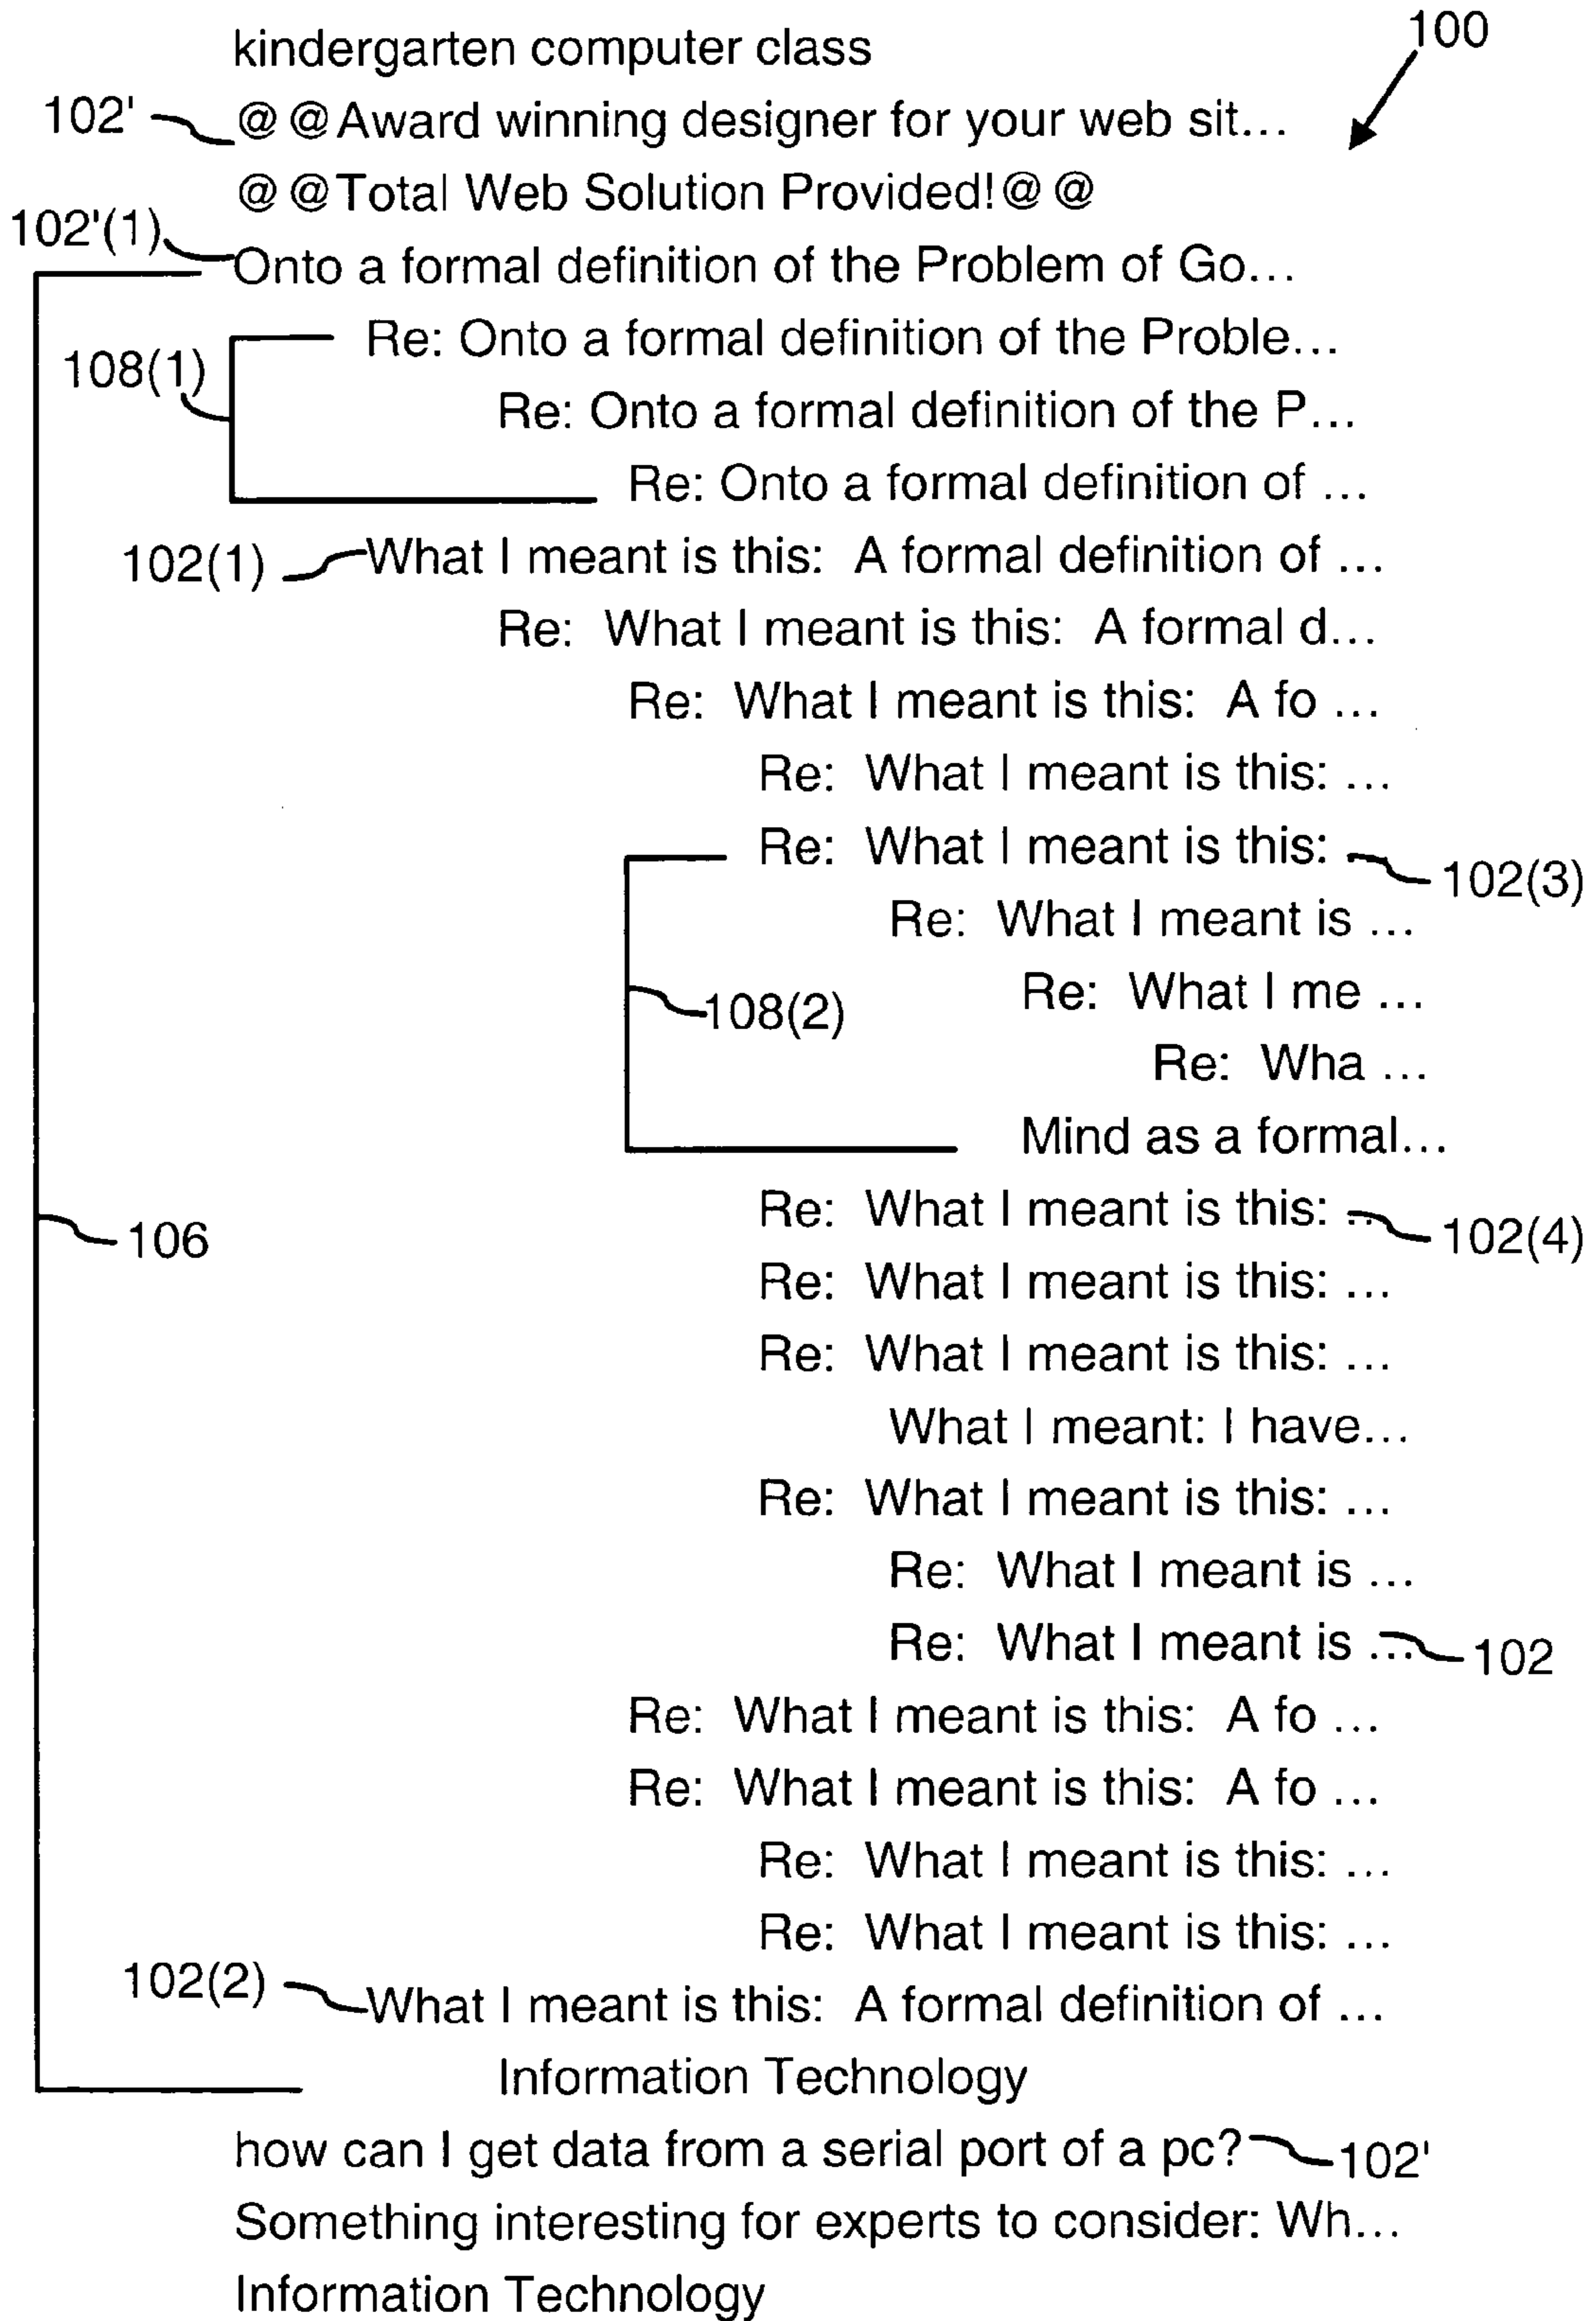 100
kindergarten computer class
102' @ @Award winning designer for your web sit...
@ @Total Web Solution Provided!@ @
102'(1) Onto a formal definition of the Problem of Go...
Re: Onto a formal definition of the Proble...
108(1)
Re: Onto a formal definition of the P...
Re: Onto a formal definition of ...
102(1) What I meant is this: A formal definition of ...
Re: What I meant is this: A formal d...
Re: What I meant is this: A fo ...
Re: What I meant is this: ...
Re: What I meant is this: 102(3)
Re: What I meant is ...
108(2) Re: What I me ...
Re: Wha ...
Mind as a formal...
Re: What I meant is this: ... 102(4)
106
Re: What I meant is this: ...
Re: What I meant is this: ...
What I meant: I have...
Re: What I meant is this: ...
Re: What I meant is ...
Re: What I meant is ... 102
Re: What I meant is this: A fo ...
Re: What I meant is this: A fo ...
Re: What I meant is this: ...
Re: What I meant is this: ...
102(2) What I meant is this: A formal definition of ...
Information Technology
how can I get data from a serial port of a pc? 102'
Something interesting for experts to consider: Wh...
Information Technology